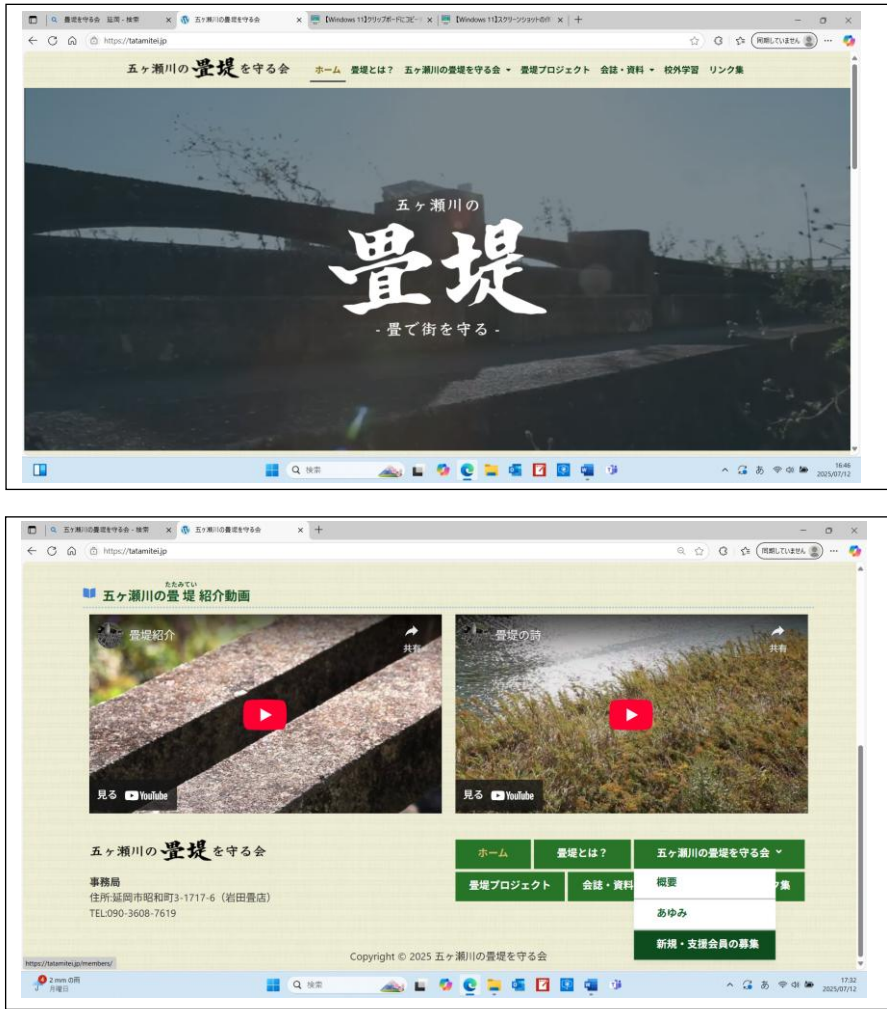 畳堤を守る会 延岡 - 検索
五ヶ瀬川の畳堤を守る会
【Windows 11】クリップボードにコピー
【Windows 11】スクリーンショットの作
https://tatamitei.jp
同期していません
五ヶ瀬川の畳堤を守る会
ホーム 畳堤とは? 五ヶ瀬川の畳堤を守る会 畳堤プロジェクト 会誌・資料 校外学習 リンク集
五ヶ瀬川の
畳堤
- 畳で街を守る -
検索
あ
16:46
2025/07/12
五ヶ瀬川の畳堤を守る会 - 検索
五ヶ瀬川の畳堤を守る会
https://tatamitei.jp
同期していません
たたみてい
五ヶ瀬川の畳堤 紹介動画
畳堤紹介
共有
見る YouTube
畳堤の詩
共有
見る YouTube
五ヶ瀬川の畳堤を守る会
事務局
住所:延岡市昭和町3-1717-6(岩田畳店)
TEL:090-3608-7619
ホーム 畳堤とは? 五ヶ瀬川の畳堤を守る会
畳堤プロジェクト 会誌・資料 ク集
概要
あゆみ
新規・支援会員の募集
Copyright © 2025 五ヶ瀬川の畳堤を守る会
https://tatamitei.jp/members/
2 mm の雨
月曜日
検索
あ
17:32
2025/07/12